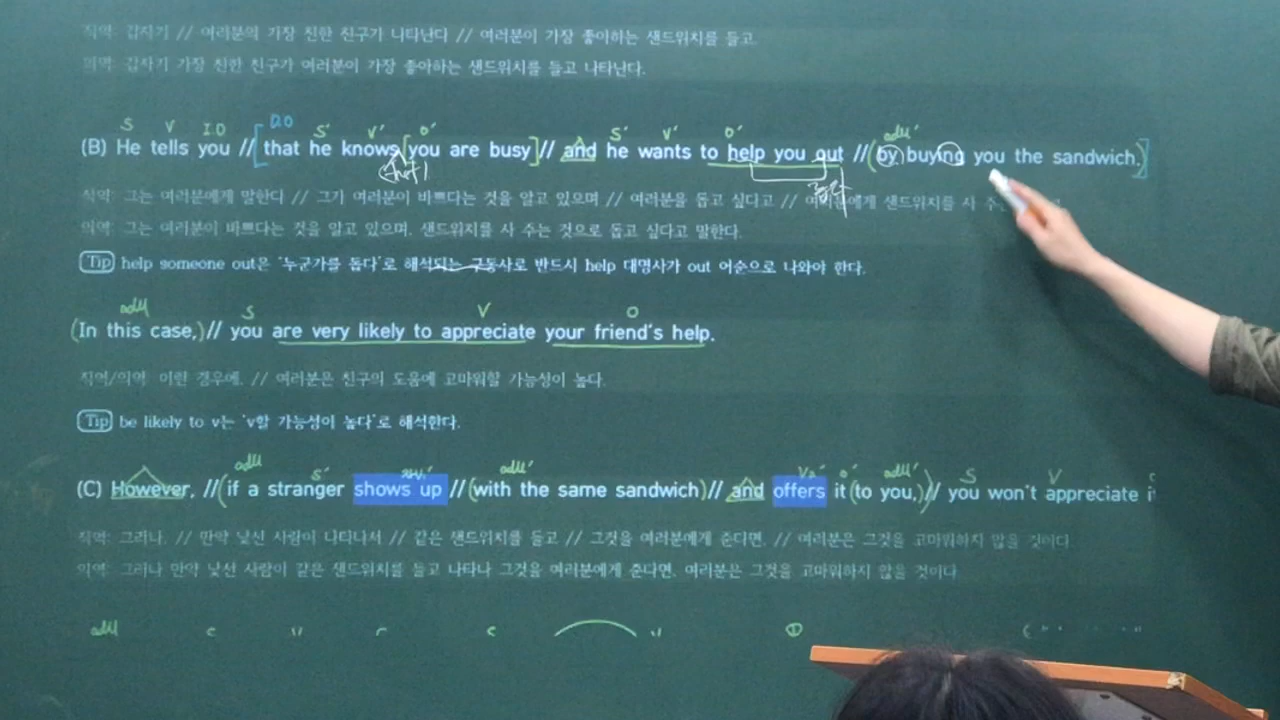 직역: 갑자기 // 여러분의 가장 친한 친구가 나타난다 // 여러분이 가장 좋아하는 샌드위치를 들고.
의역: 갑자기 가장 친한 친구가 여러분이 가장 좋아하는 샌드위치를 들고 나타난다.
S V I.O D.O S' V' O' S' V' O' adv'
(B) He tells you //[that he knows [you are busy]// and he wants to help you out //(by buying you the sandwich.)]
직역: 그는 여러분에게 말한다 // 그가 여러분이 바쁘다는 것을 알고 있으며 // 여러분을 돕고 싶다고 // 샌드위치를 사
의역: 그는 여러분이 바쁘다는 것을 알고 있으며, 샌드위치를 사 주는 것으로 돕고 싶다고 말한다.
Tip help someone out은 '누군가를 돕다'로 해석되는 구동사로 반드시 help 대명사가 out 어순으로 나와야 한다.
adv S V O
(In this case,)// you are very likely to appreciate your friend's help.
직역/의역: 이런 경우에, // 여러분은 친구의 도움에 고마워할 가능성이 높다.
Tip be likely to v는 'v할 가능성이 높다'로 해석한다.
adv S' adv' O' adv' S V
(C) However, //(if a stranger shows up //(with the same sandwich)// and offers it (to you,)// you won't appreciate
직역: 그러나, // 만약 낯선 사람이 나타나서 // 같은 샌드위치를 들고 // 그것을 여러분에게 준다면, // 여러분은 그것을 고마워하지 않을 것이다.
의역: 그러나 만약 낯선 사람이 같은 샌드위치를 들고 나타나 그것을 여러분에게 준다면, 여러분은 그것을 고마워하지 않을 것이다.
adv